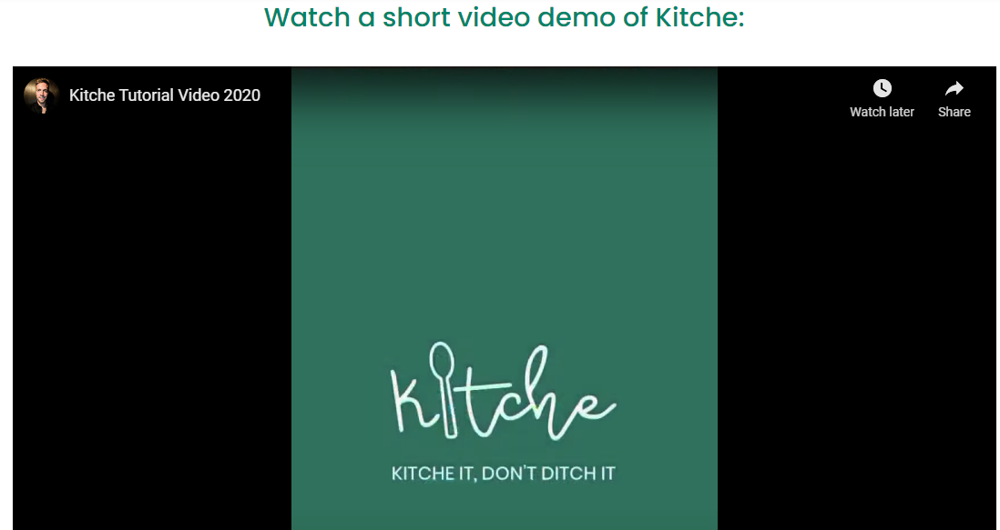 Watch a short video demo of Kitche:
Kitche Tutorial Video 2020
Watch later
Share
kitche
KITCHE IT, DON'T DITCH IT